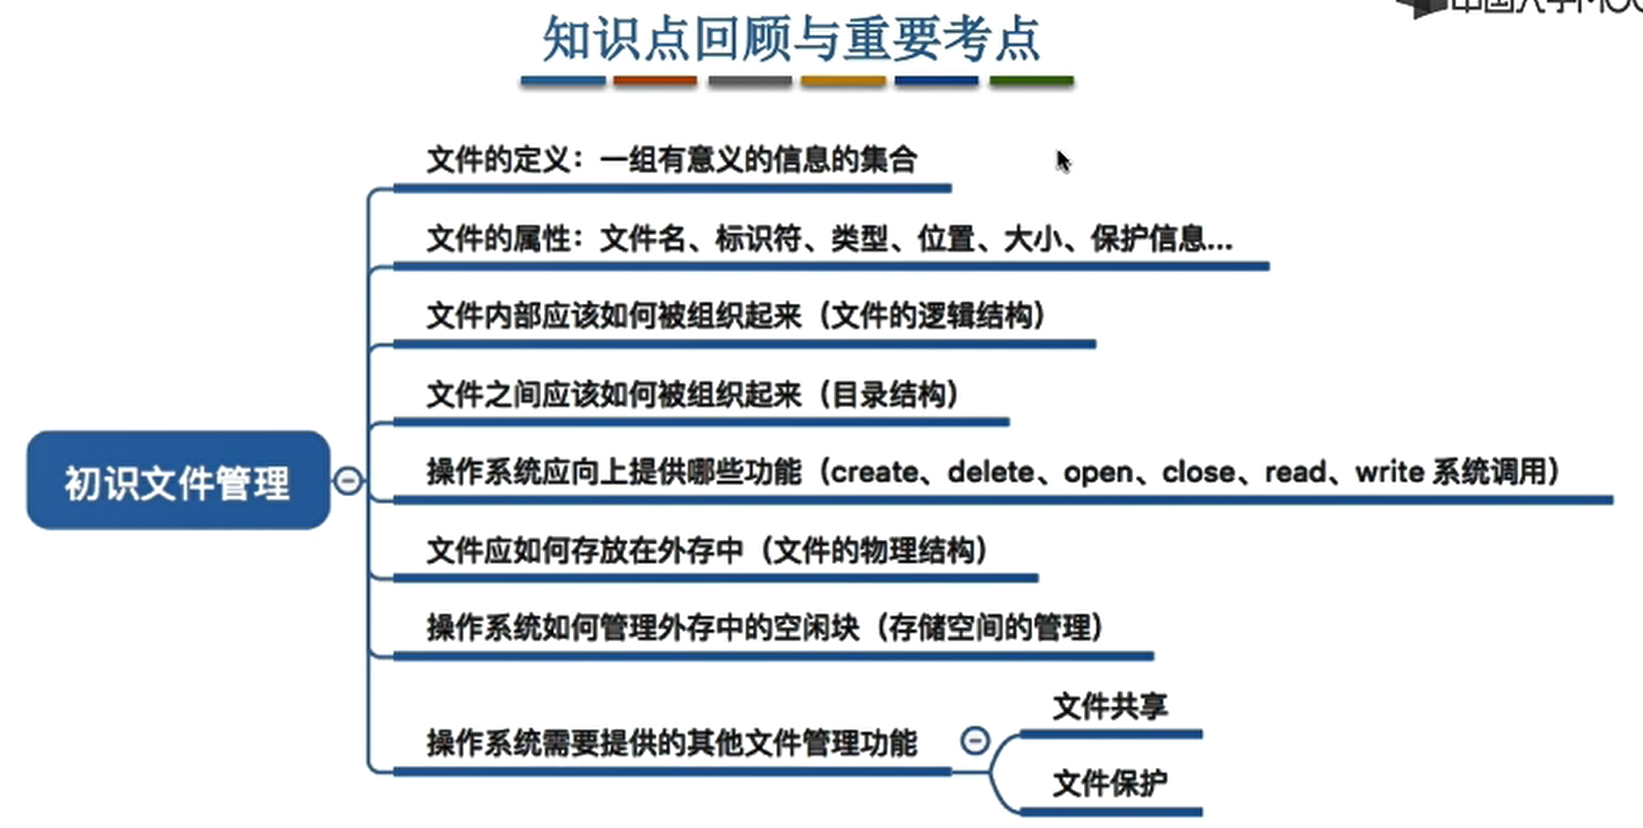 知识点回顾与重要考点
文件的定义：一组有意义的信息的集合
文件的属性：文件名、标识符、类型、位置、大小、保护信息...
文件内部应该如何被组织起来（文件的逻辑结构）
文件之间应该如何被组织起来（目录结构）
初识文件管理
操作系统应向上提供哪些功能（create、delete、open、close、read、write 系统调用）
文件应如何存放在外存中（文件的物理结构）
操作系统如何管理外存中的空闲块（存储空间的管理）
操作系统需要提供的其他文件管理功能
文件共享
文件保护